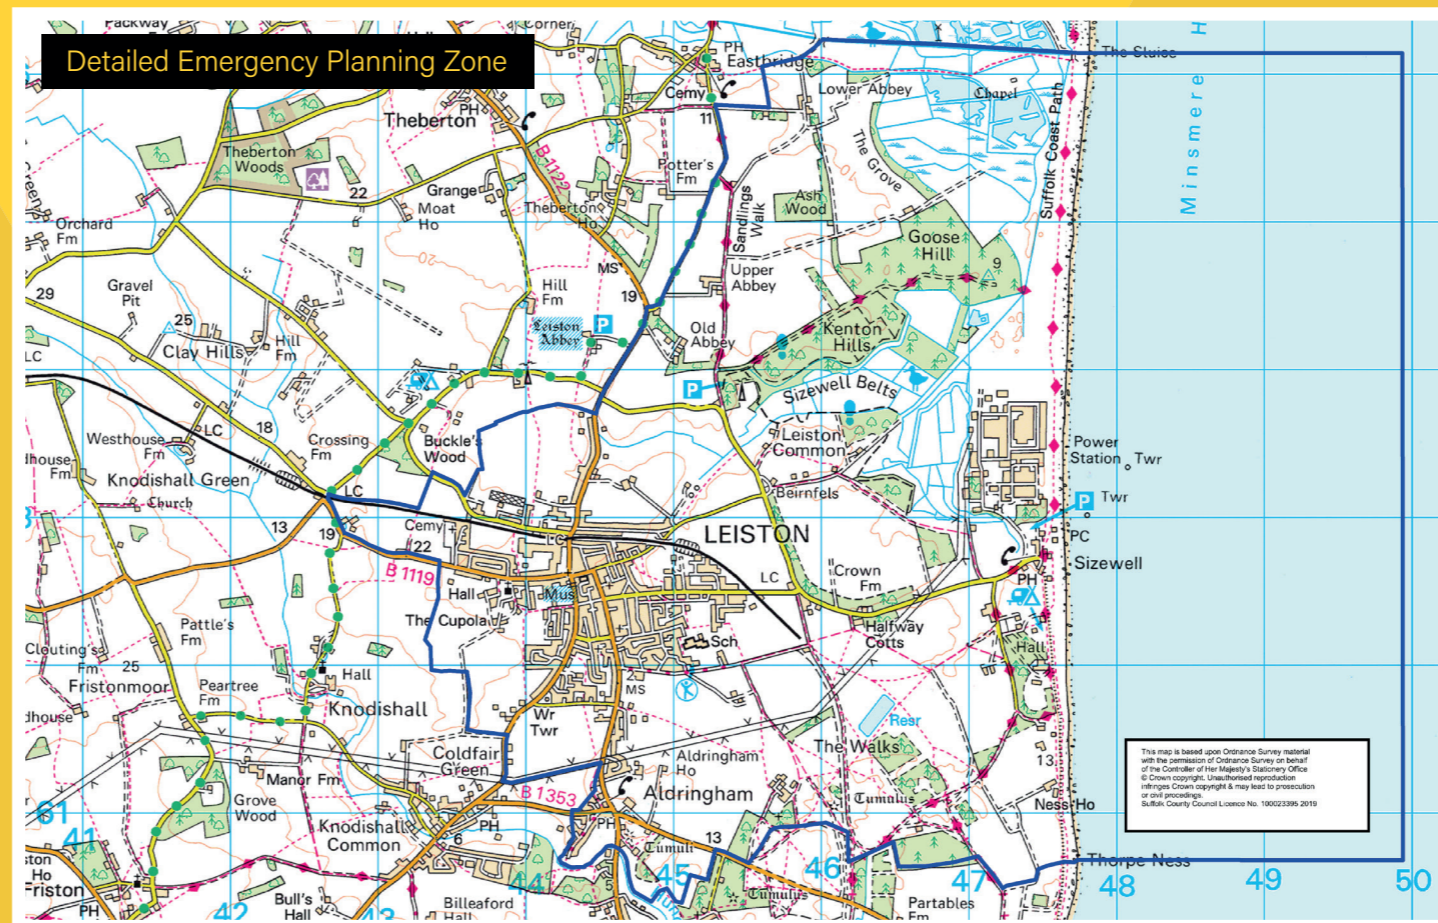 Detailed Emergency Planning Zone
Corner
PH
Eastbridge
The Sluice
Minsmere H
Cemy
Lower Abbey
Chapel
Theberton
PH
11
Suffolk Coast Path
Theberton
Woods
B 1122
Potter's
Fm
The Grove
10
22
Grange
Moat
Ho
Theberton
Ho
Ash
Wood
Sandlings
Walk
Orchard
Fm
Goose
Hill
20
MS
9
Upper
Abbey
29
Gravel
Pit
Hill
Fm
19
25
Leiston
Abbey
P
Old
Abbey
Kenton
Hills
LC
Clay Hills
Hill
Fm
P
Sizewell Belts
Westhouse
Fm
LC
18
Crossing
Fm
Buckle's
Wood
Leiston
Common
Power
Station
Twr
Knodishall Green
Fm
Church
LC
Beirnfels
P
Twr
13
19
Cemy
22
LC
LEISTON
PC
Sizewell
B 1119
LC
Crown
Fm
PH
Hall
Mus
Pattle's
Fm
The Cupola
Halfway
Cotts
Sch
Hall
Clouting's
Fm
25
Hall
Fristonmoor
Peartree
Fm
MS
Knodishall
Wr
Twr
Resr
The Walks
Coldfair
Green
Aldringham
Ho
13
Manor Fm
B 1353
Aldringham
Tumulus
Ness Ho
61
41
Grove
Wood
Knodishall
Common
6
PH
PH
13
Tumuli
Thorpe Ness
Friston
Ho
PH
42
43
44
45
46
47
48
49
50
5
Tumulus
Bull's
Hall
Billeaford
Hall
Partables
Fm
This map is based upon Ordnance Survey material
with the permission of Ordnance Survey on behalf
of the Controller of Her Majesty's Stationery Office
© Crown copyright. Unauthorised reproduction
infringes Crown copyright & may lead to prosecution
or civil procedings.
Suffolk County Council Licence No. 100023395 2019